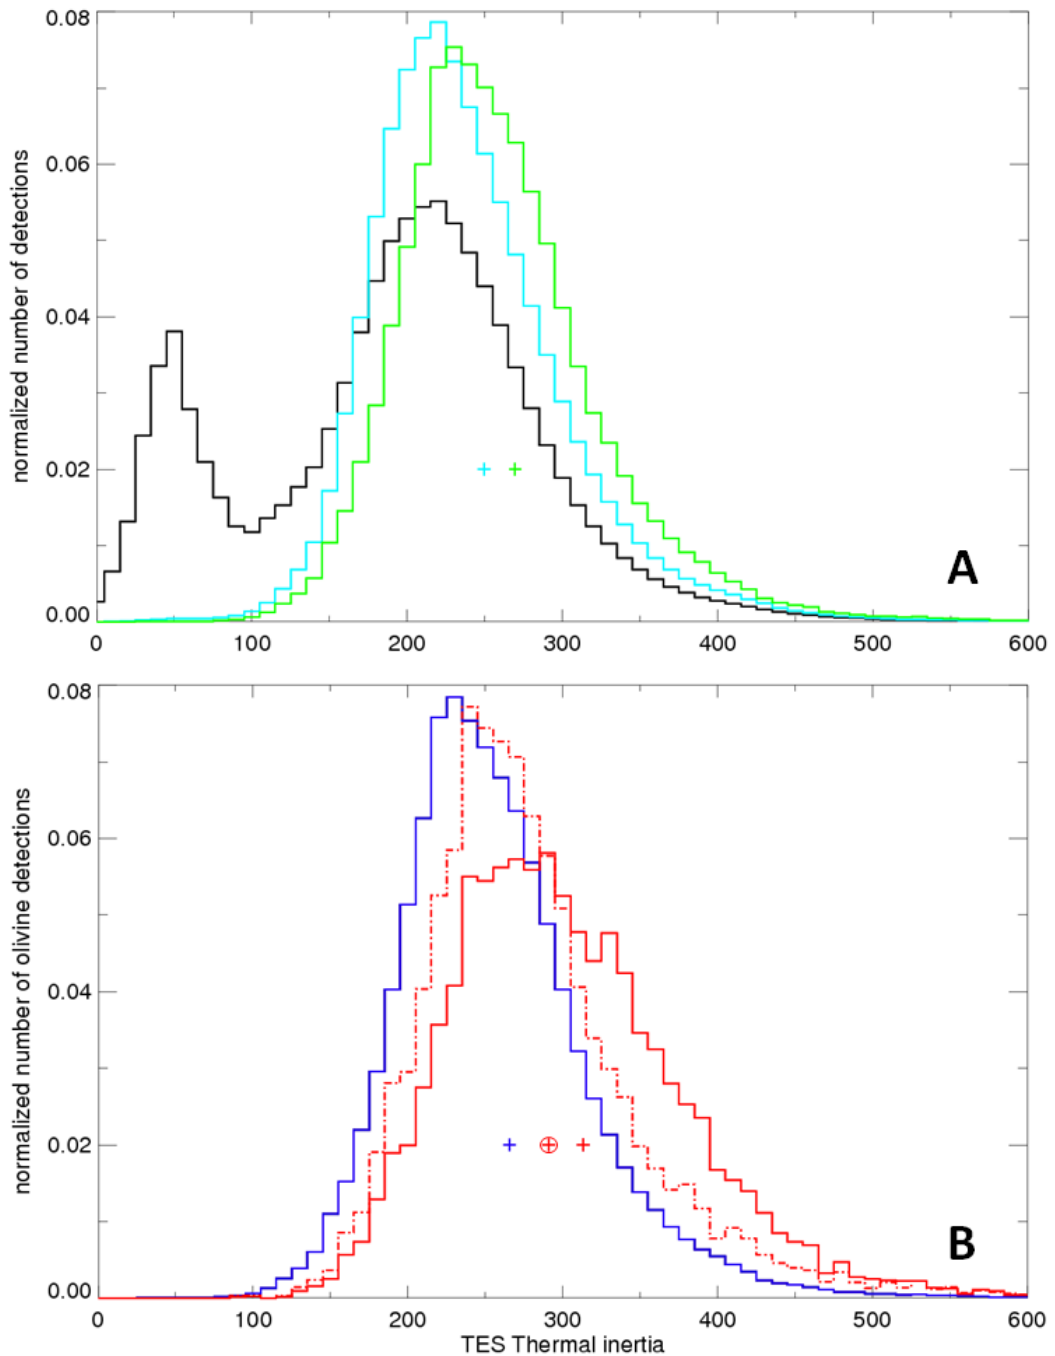 normalized number of detections
0.08
0.06
0.04
0.02
0.00
A
0 100 200 300 400 500 600
normalized number of olivine detections
0.08
0.06
0.04
0.02
0.00
B
0 100 200 300 400 500 600
TES Thermal inertia